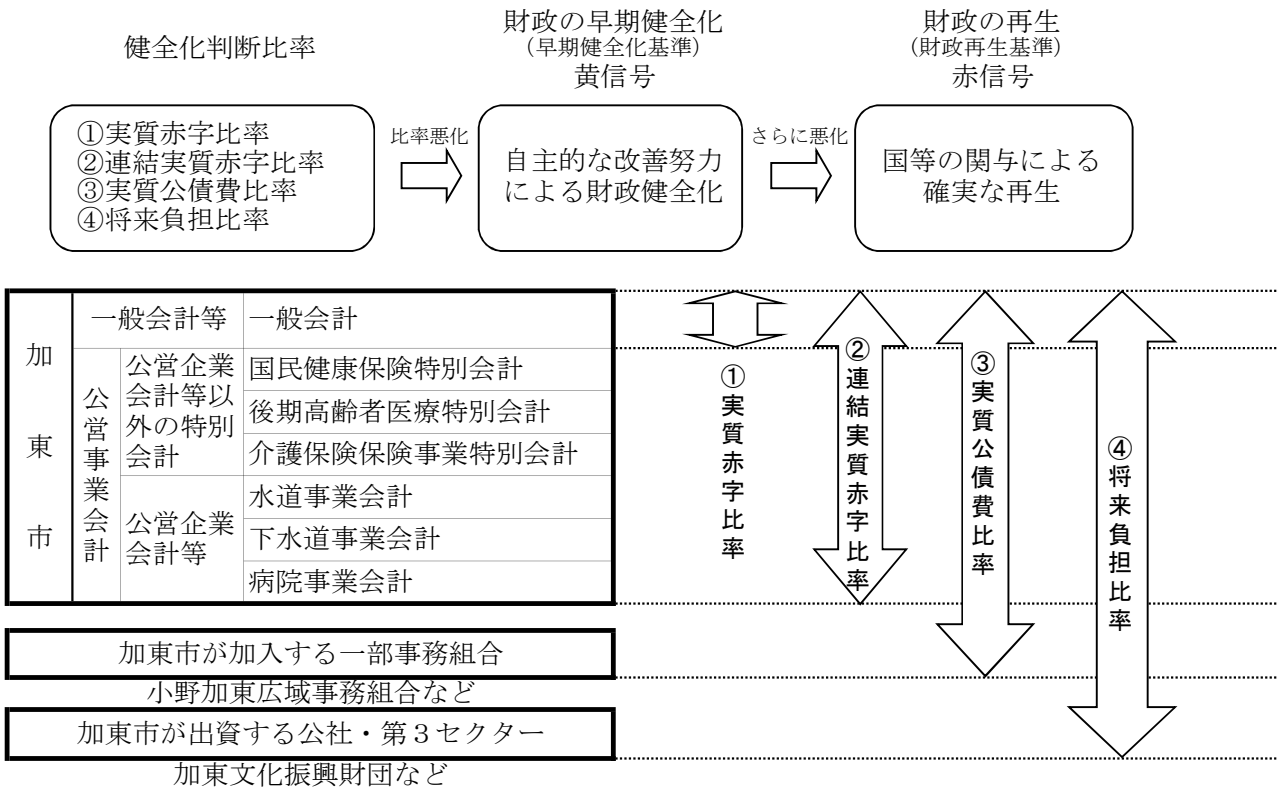 健全化判断比率
財政の早期健全化
（早期健全化基準）
黄信号
財政の再生
（財政再生基準）
赤信号
①実質赤字比率
②連結実質赤字比率
③実質公債費比率
④将来負担比率
比率悪化
自主的な改善努力
による財政健全化
さらに悪化
国等の関与による
確実な再生
加東市
一般会計等
一般会計
公営事業会計
公営企業
会計等以
外の特別
会計
国民健康保険特別会計
後期高齢者医療特別会計
介護保険保険事業特別会計
公営企業
会計等
水道事業会計
下水道事業会計
病院事業会計
①実質赤字比率
②連結実質赤字比率
③実質公債費比率
④将来負担比率
加東市が加入する一部事務組合
小野加東広域事務組合など
加東市が出資する公社・第３セクター
加東文化振興財団など